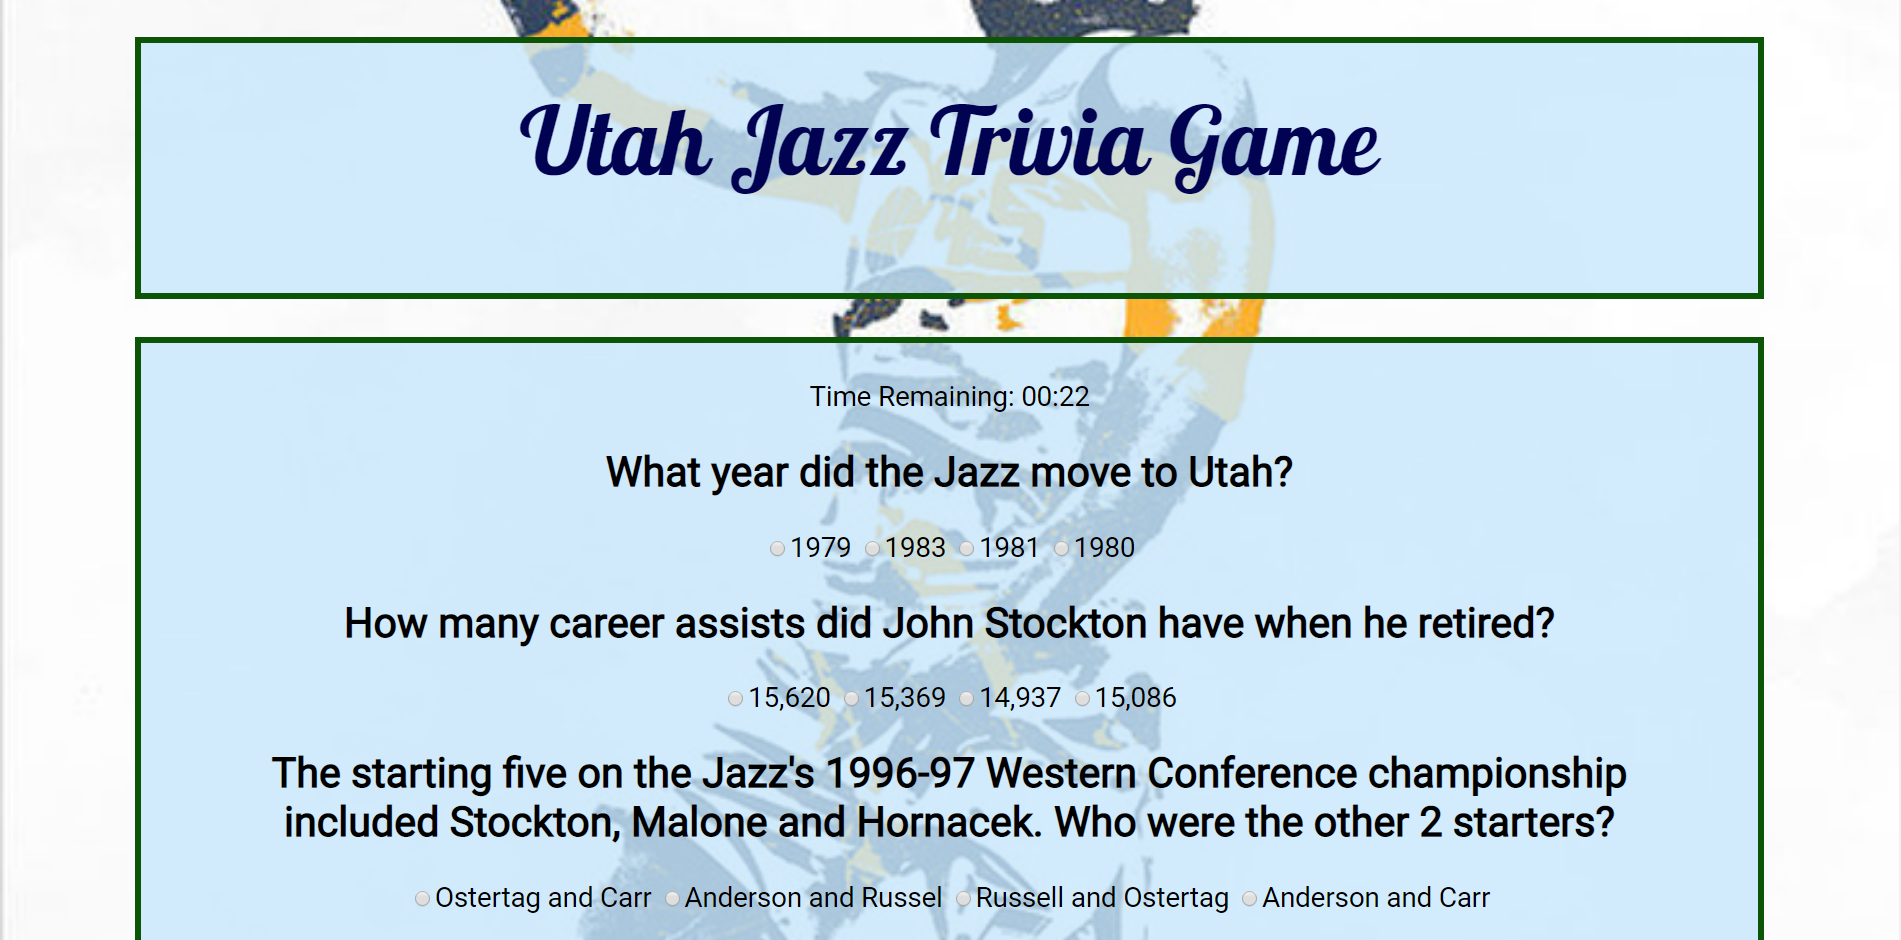 Utah Jazz Trivia Game
Time Remaining: 00:22
What year did the Jazz move to Utah?
1979 1983 1981 1980
How many career assists did John Stockton have when he retired?
15,620 15,369 14,937 15,086
The starting five on the Jazz's 1996-97 Western Conference championship
included Stockton, Malone and Hornacek. Who were the other 2 starters?
Ostertag and Carr Anderson and Russel Russell and Ostertag Anderson and Carr